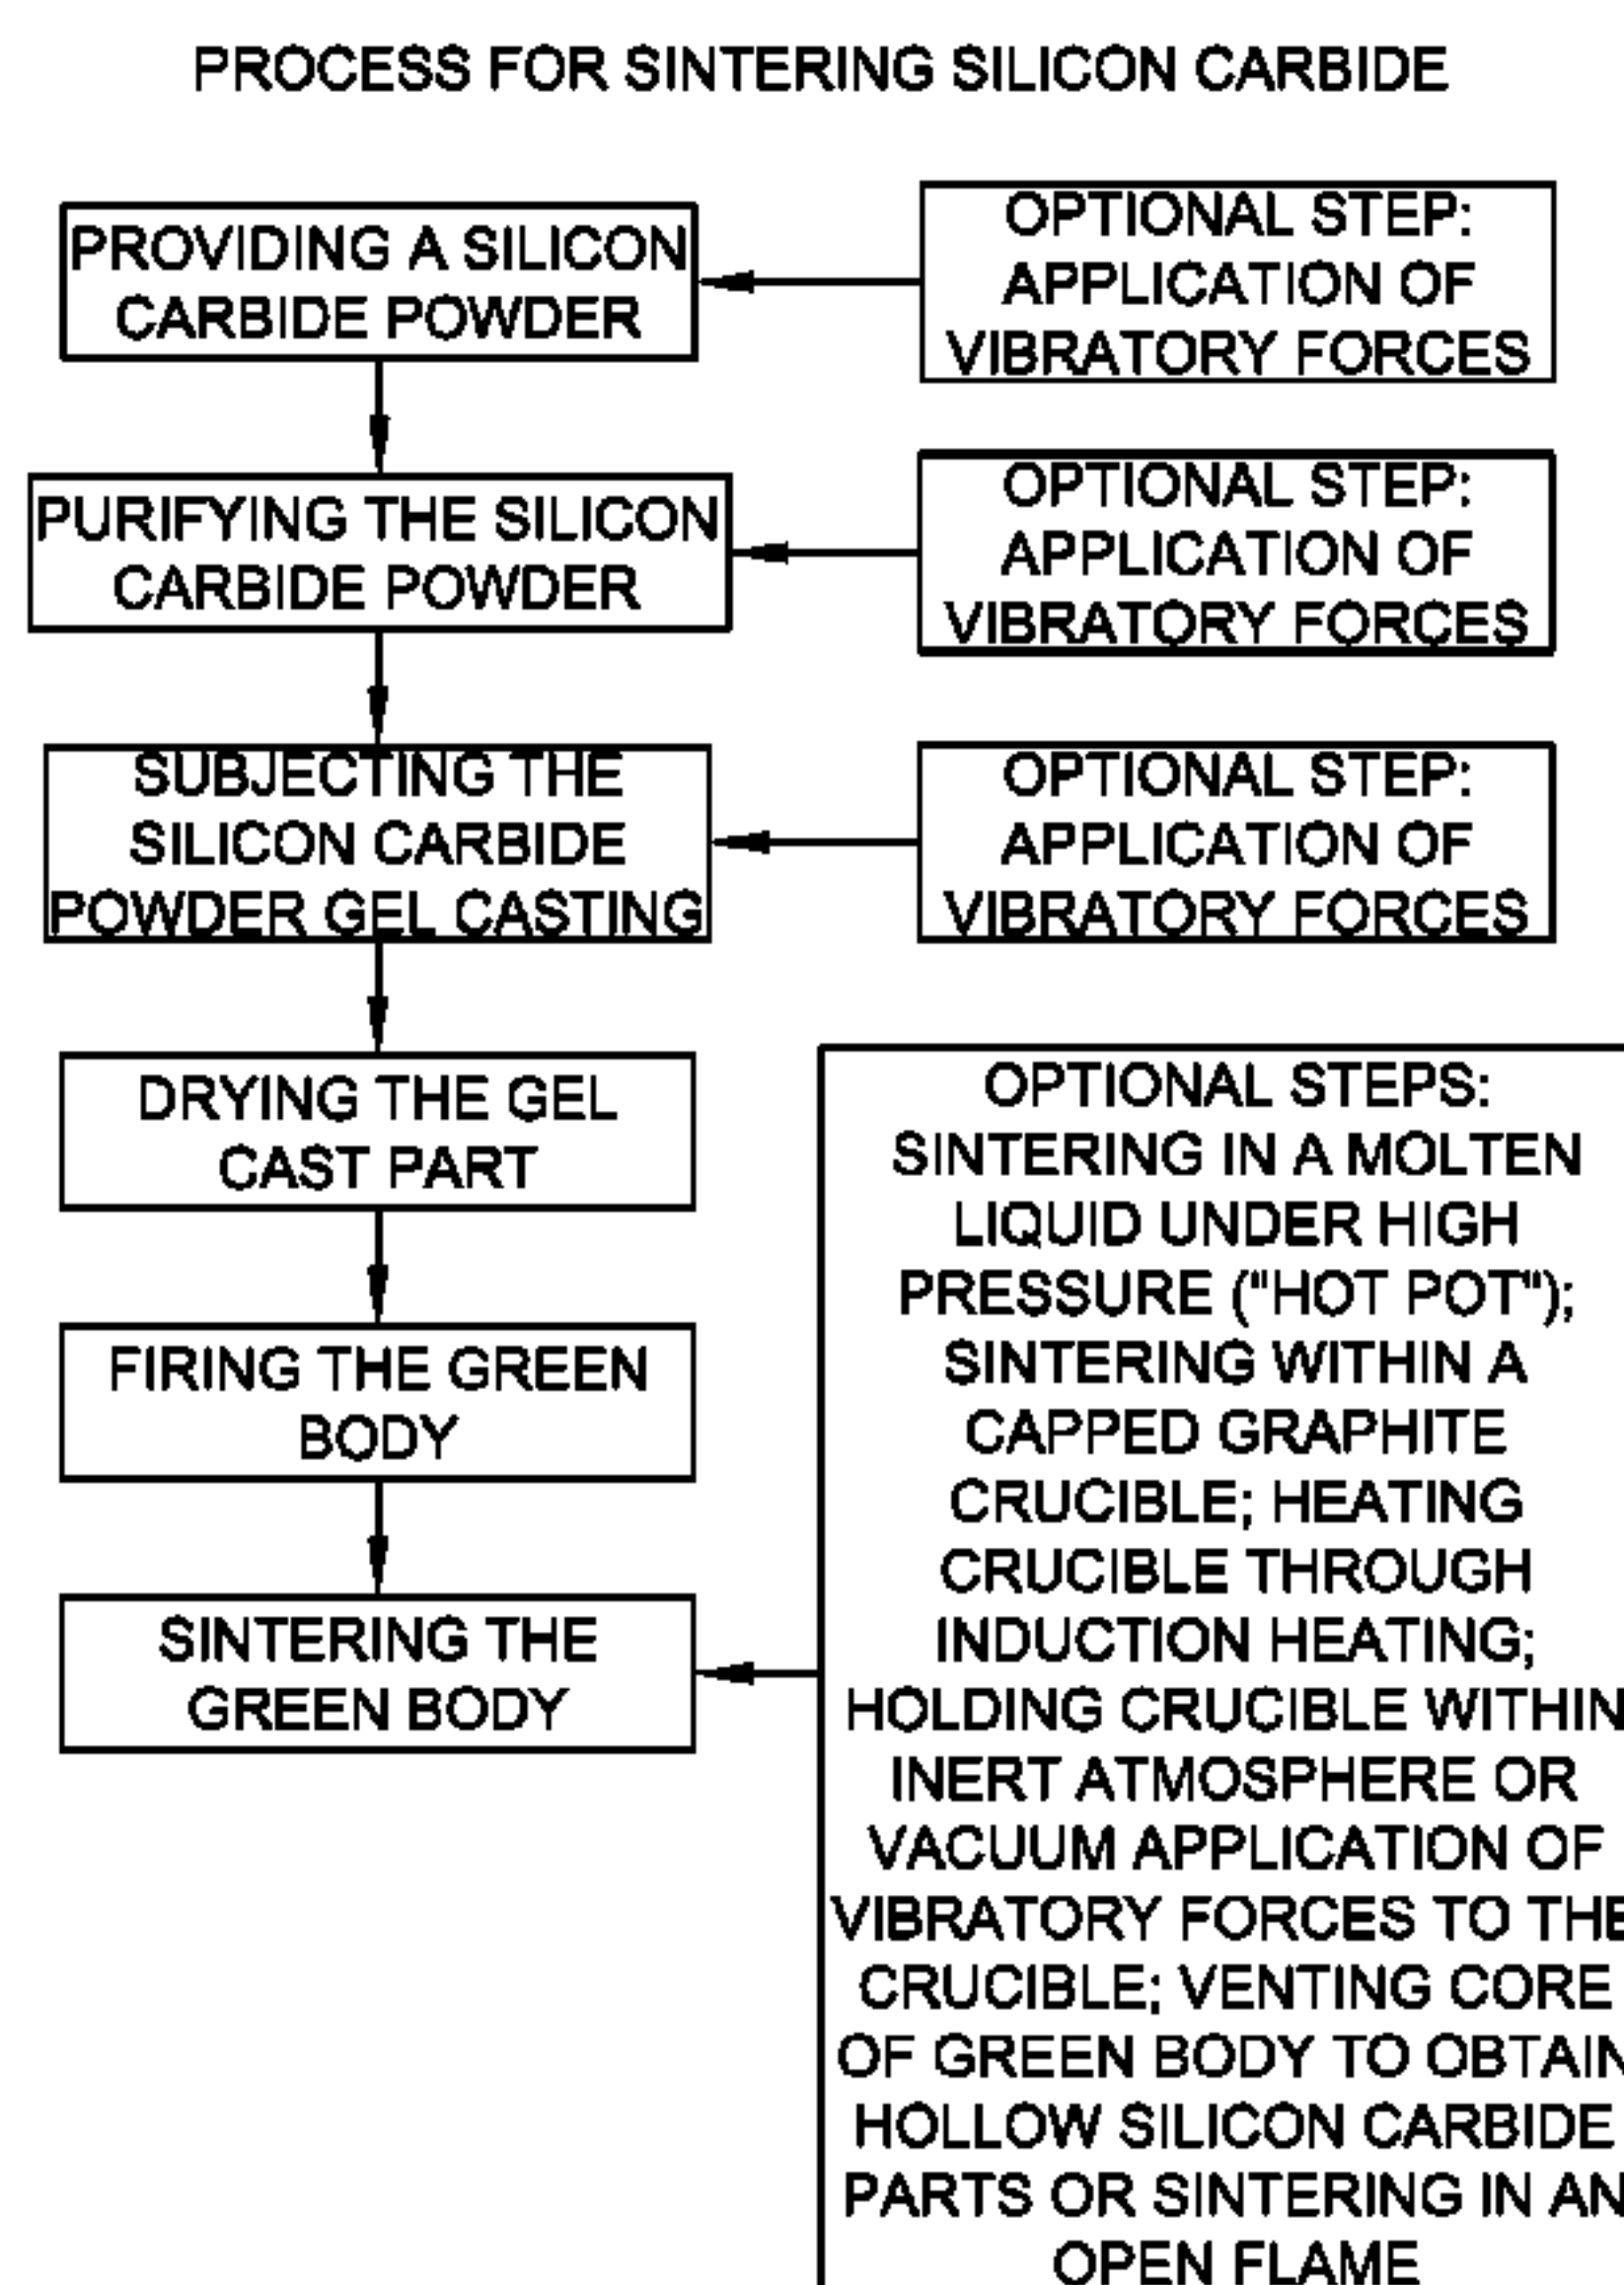 PROCESS FOR SINTERING SILICON CARBIDE
PROVIDING A SILICON
CARBIDE POWDER
OPTIONAL STEP:
APPLICATION OF
VIBRATORY FORCES
PURIFYING THE SILICON
CARBIDE POWDER
OPTIONAL STEP:
APPLICATION OF
VIBRATORY FORCES
SUBJECTING THE
SILICON CARBIDE
POWDER GEL CASTING
OPTIONAL STEP:
APPLICATION OF
VIBRATORY FORCES
DRYING THE GEL
CAST PART
FIRING THE GREEN
BODY
SINTERING THE
GREEN BODY
OPTIONAL STEPS:
SINTERING IN A MOLTEN
LIQUID UNDER HIGH
PRESSURE ("HOT POT");
SINTERING WITHIN A
CAPPED GRAPHITE
CRUCIBLE; HEATING
CRUCIBLE THROUGH
INDUCTION HEATING;
HOLDING CRUCIBLE WITHIN
INERT ATMOSPHERE OR
VACUUM APPLICATION OF
VIBRATORY FORCES TO THE
CRUCIBLE; VENTING CORE
OF GREEN BODY TO OBTAIN
HOLLOW SILICON CARBIDE
PARTS OR SINTERING IN AN
OPEN FLAME